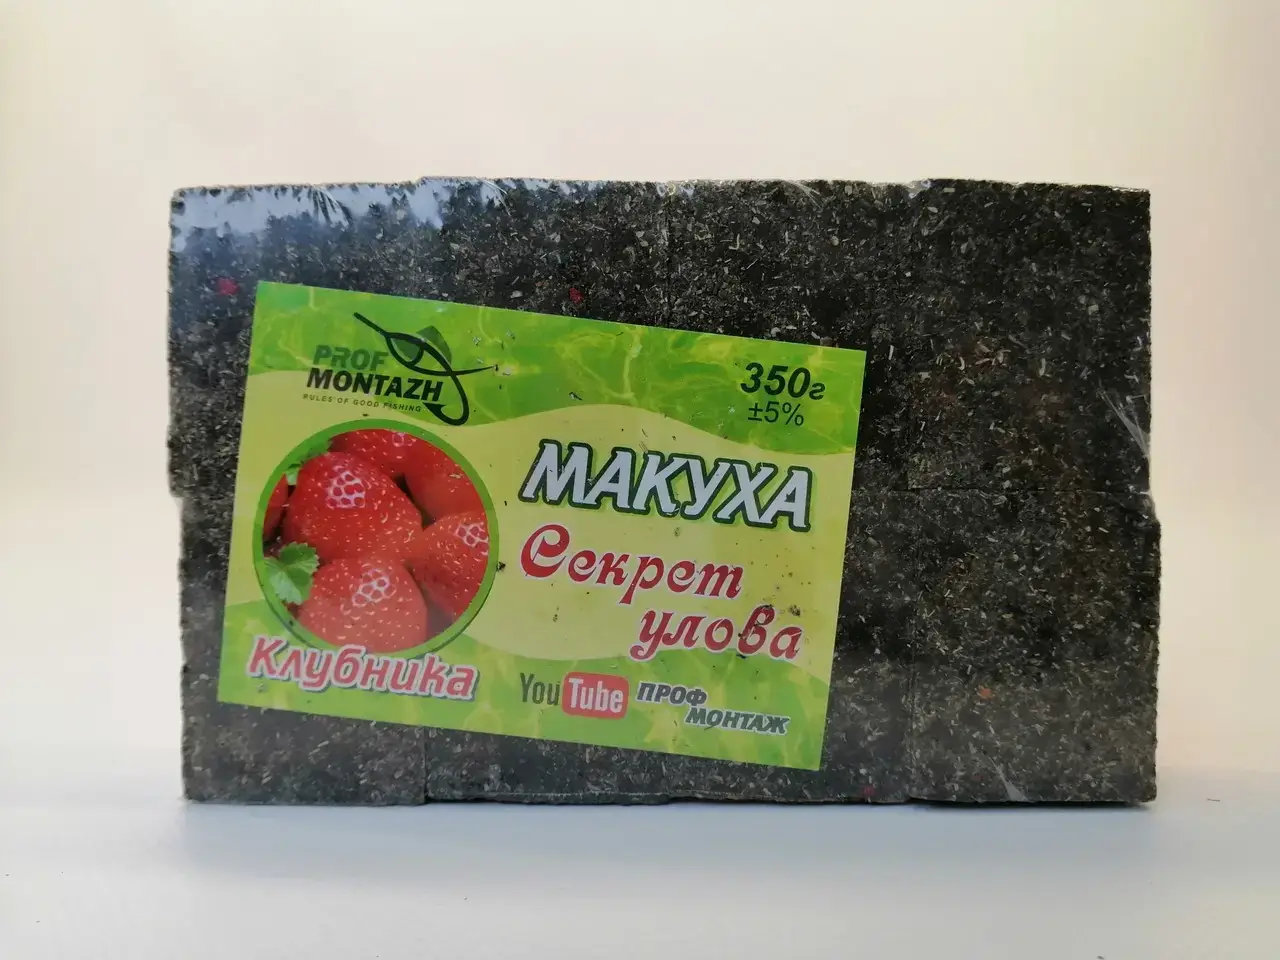 PROF
MONTAZH
RULES OF GOOD FISHING
350г
±5%
МАКУХА
Секрет
улова
Клубника
YouTube ПРОФ
МОНТАЖ